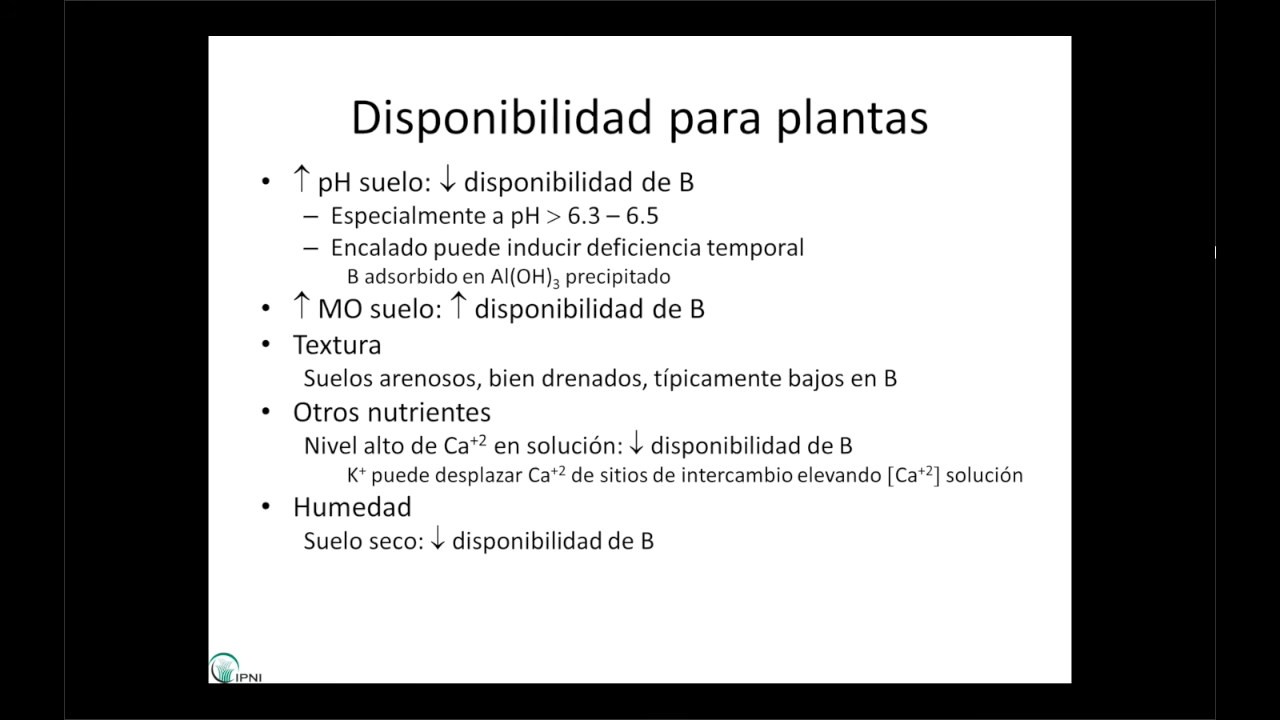 Disponibilidad para plantas
• ↑ pH suelo: ↓ disponibilidad de B
– Especialmente a pH > 6.3 – 6.5
– Encalado puede inducir deficiencia temporal
B adsorbido en Al(OH)₃ precipitado
• ↑ MO suelo: ↑ disponibilidad de B
• Textura
Suelos arenosos, bien drenados, típicamente bajos en B
• Otros nutrientes
Nivel alto de Ca⁺² en solución: ↓ disponibilidad de B
K⁺ puede desplazar Ca⁺² de sitios de intercambio elevando [Ca⁺²] solución
• Humedad
Suelo seco: ↓ disponibilidad de B
IPNI